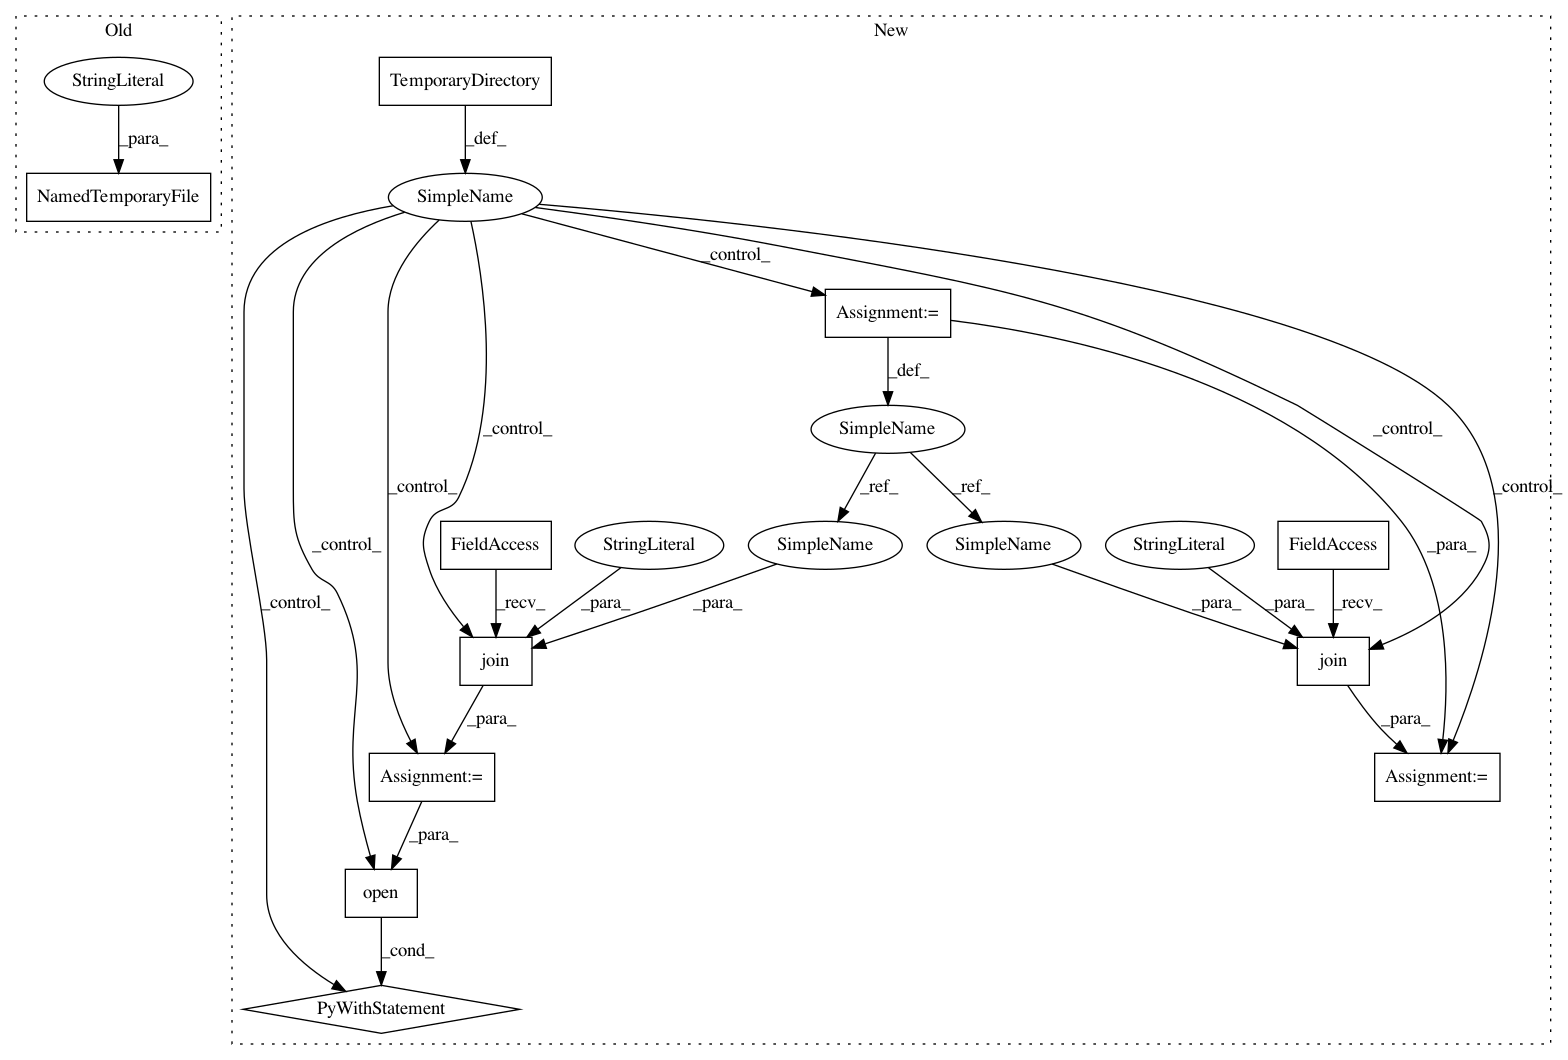 Old
New
StringLiteral
TemporaryDirectory
_para_
_def_
NamedTemporaryFile
SimpleName
_control_
Assignment:=
_def_
_control_
SimpleName
_control_
_control_
_ref_
_ref_
_control_
_control_
FieldAccess
StringLiteral
SimpleName
SimpleName
StringLiteral
FieldAccess
_para_
_control_
_recv_
_para_
_para_
_para_
_para_
_recv_
join
join
_para_
_para_
Assignment:=
Assignment:=
_para_
open
_cond_
PyWithStatement